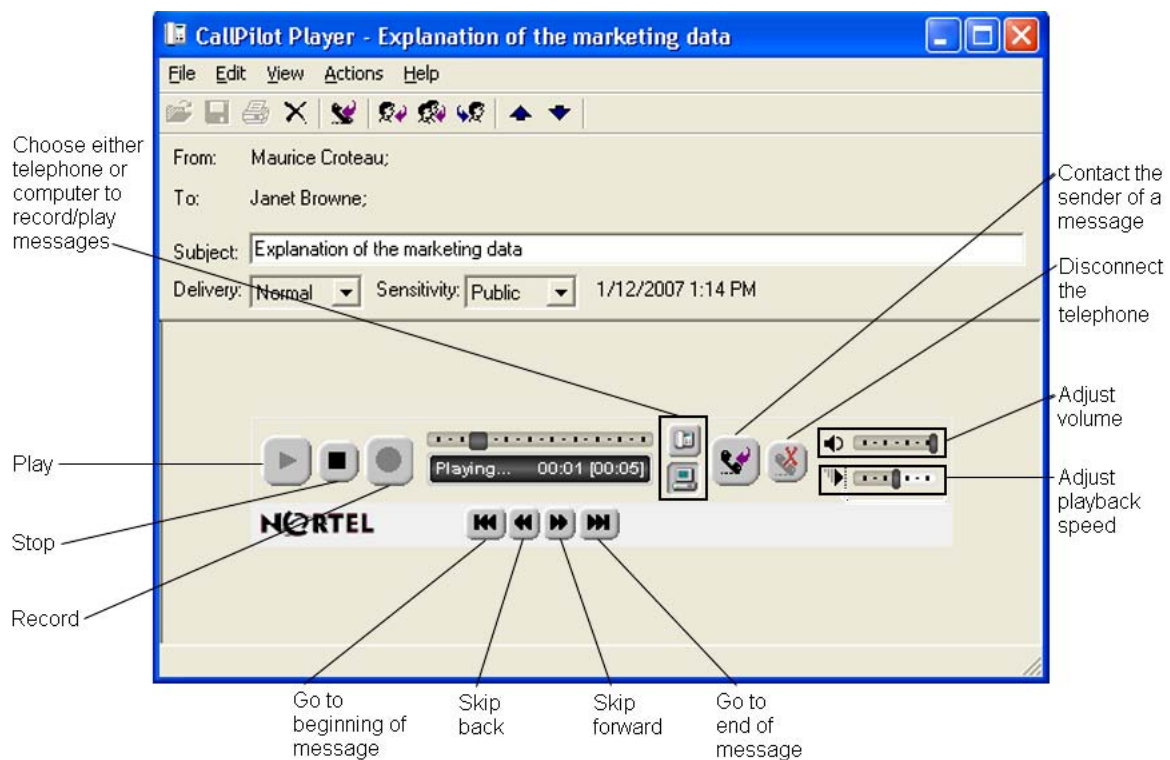 CallPilot Player - Explanation of the marketing data
File Edit View Actions Help
From: Maurice Croteau;
To: Janet Browne;
Subject: Explanation of the marketing data
Delivery: Normal Sensitivity: Public 1/12/2007 1:14 PM
Choose either
telephone or
computer to
record/play
messages
Contact the
sender of a
message
Disconnect
the
telephone
Adjust
volume
Adjust
playback
speed
Play
Stop
Record
Playing... 00:01 [00:05]
NORTEL
Go to
beginning of
message
Skip
back
Skip
forward
Go to
end of
message